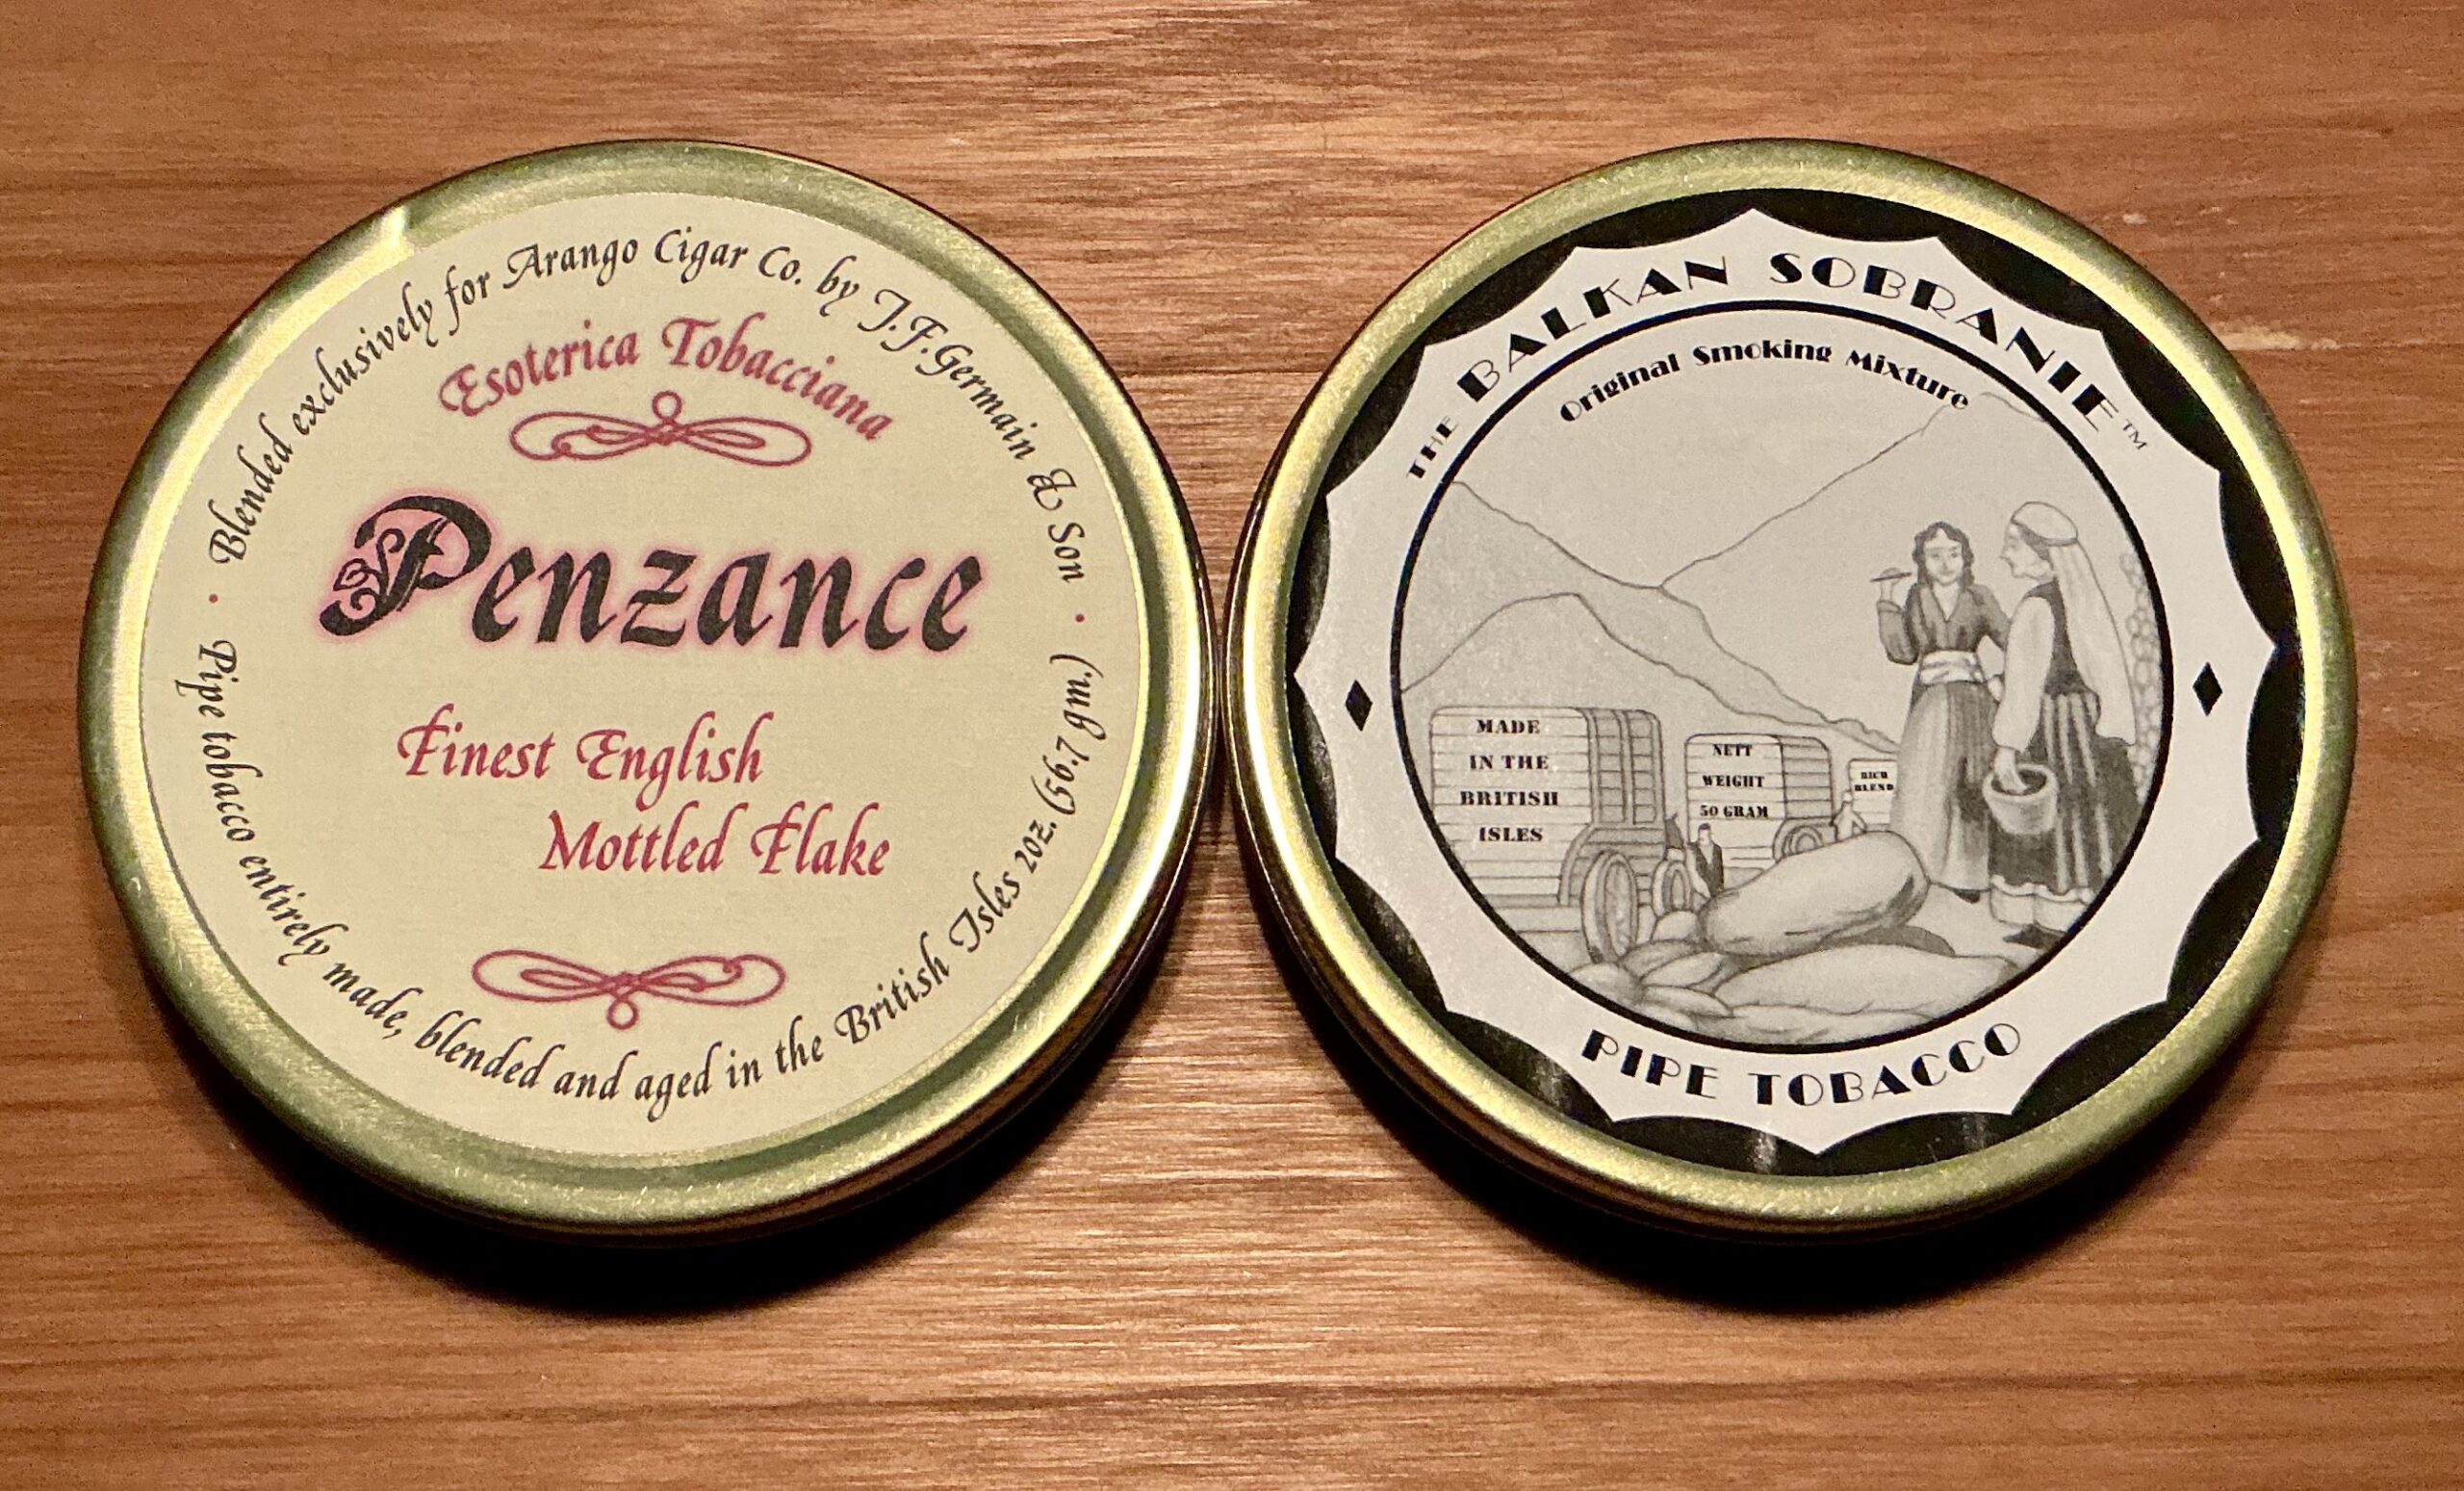 Blended exclusively for Arango Cigar Co. by J.F.Germain & Son
Esoterica Tobacciana
Penzance
Finest English
Mottled Flake
Pipe tobacco entirely made, blended and aged in the British Isles 2oz. (56.7 gm.)
THE BALKAN SOBRANIE™
Original Smoking Mixture
MADE
IN THE
BRITISH
ISLES
NETT
WEIGHT
50 GRAM
RICH
BLEND
PIPE TOBACCO